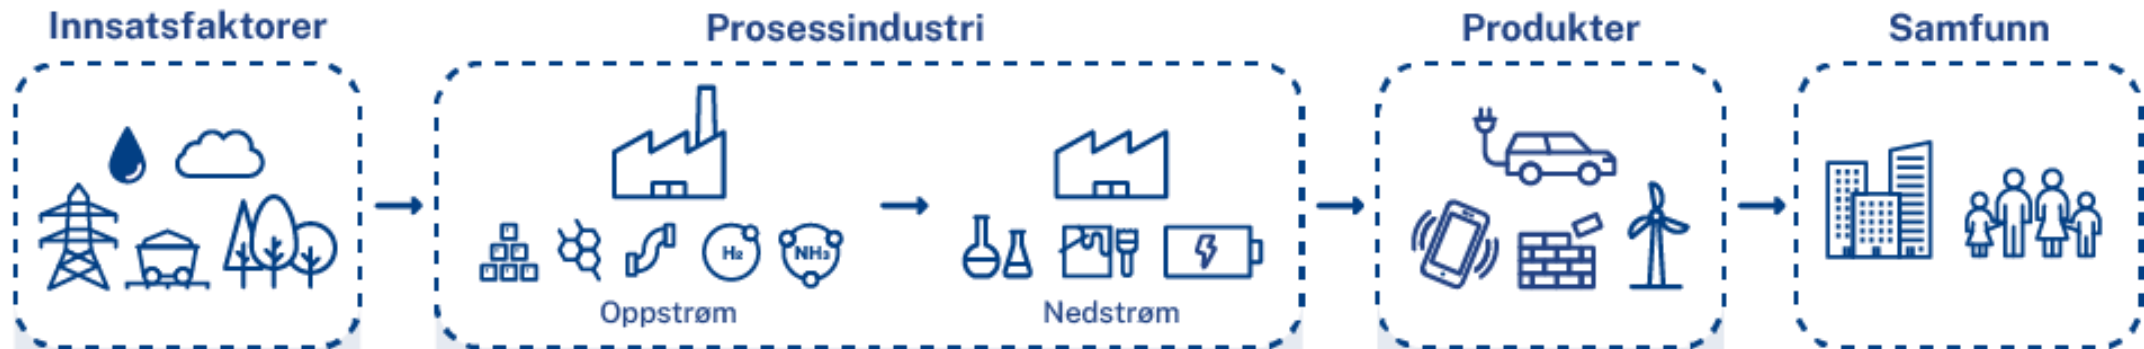 Innsatsfaktorer
Prosessindustri
Produkter
Samfunn
H₂
NH₃
Oppstrøm
Nedstrøm